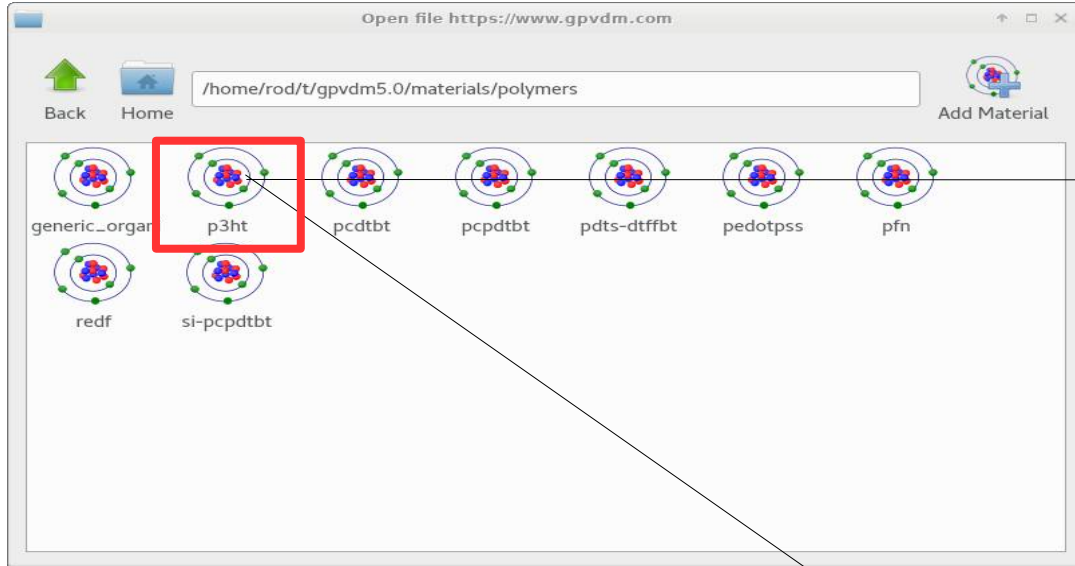 Open file https://www.gpvdm.com
/home/rod/t/gpvdm5.0/materials/polymers
Back Home Add Material
generic_organ p3ht pcdtbt pcpdtbt pdts-dtffbt pedotpss pfn
redf si-pcpdtbt